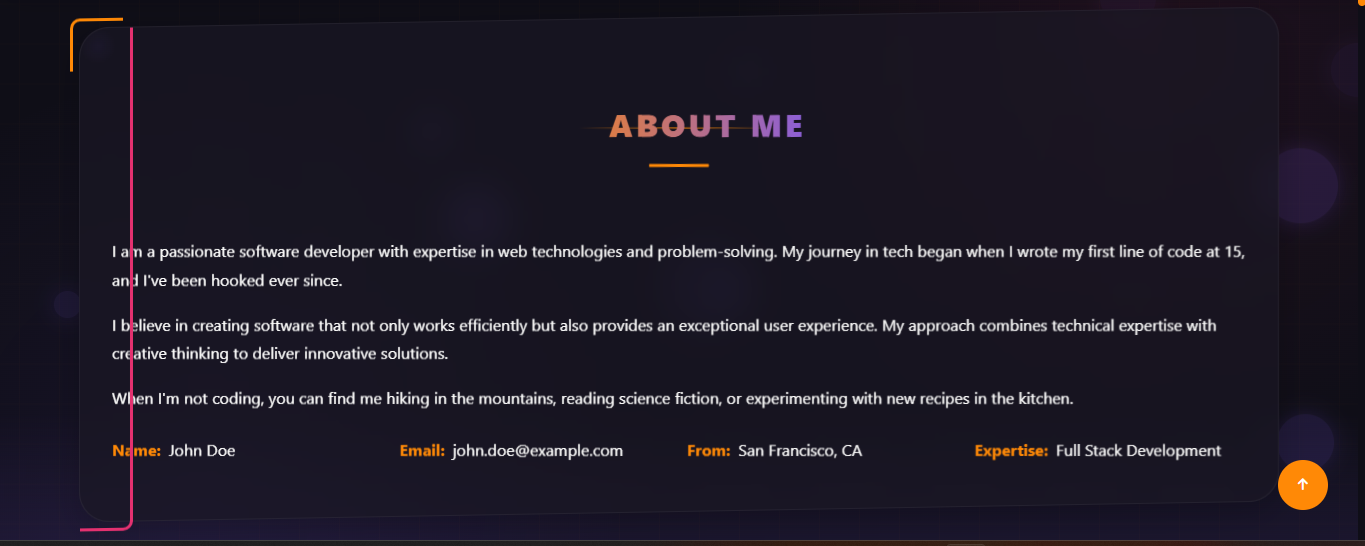 ABOUT ME
I am a passionate software developer with expertise in web technologies and problem-solving. My journey in tech began when I wrote my first line of code at 15,
and I've been hooked ever since.
I believe in creating software that not only works efficiently but also provides an exceptional user experience. My approach combines technical expertise with
creative thinking to deliver innovative solutions.
When I'm not coding, you can find me hiking in the mountains, reading science fiction, or experimenting with new recipes in the kitchen.
Name: John Doe Email: john.doe@example.com From: San Francisco, CA Expertise: Full Stack Development